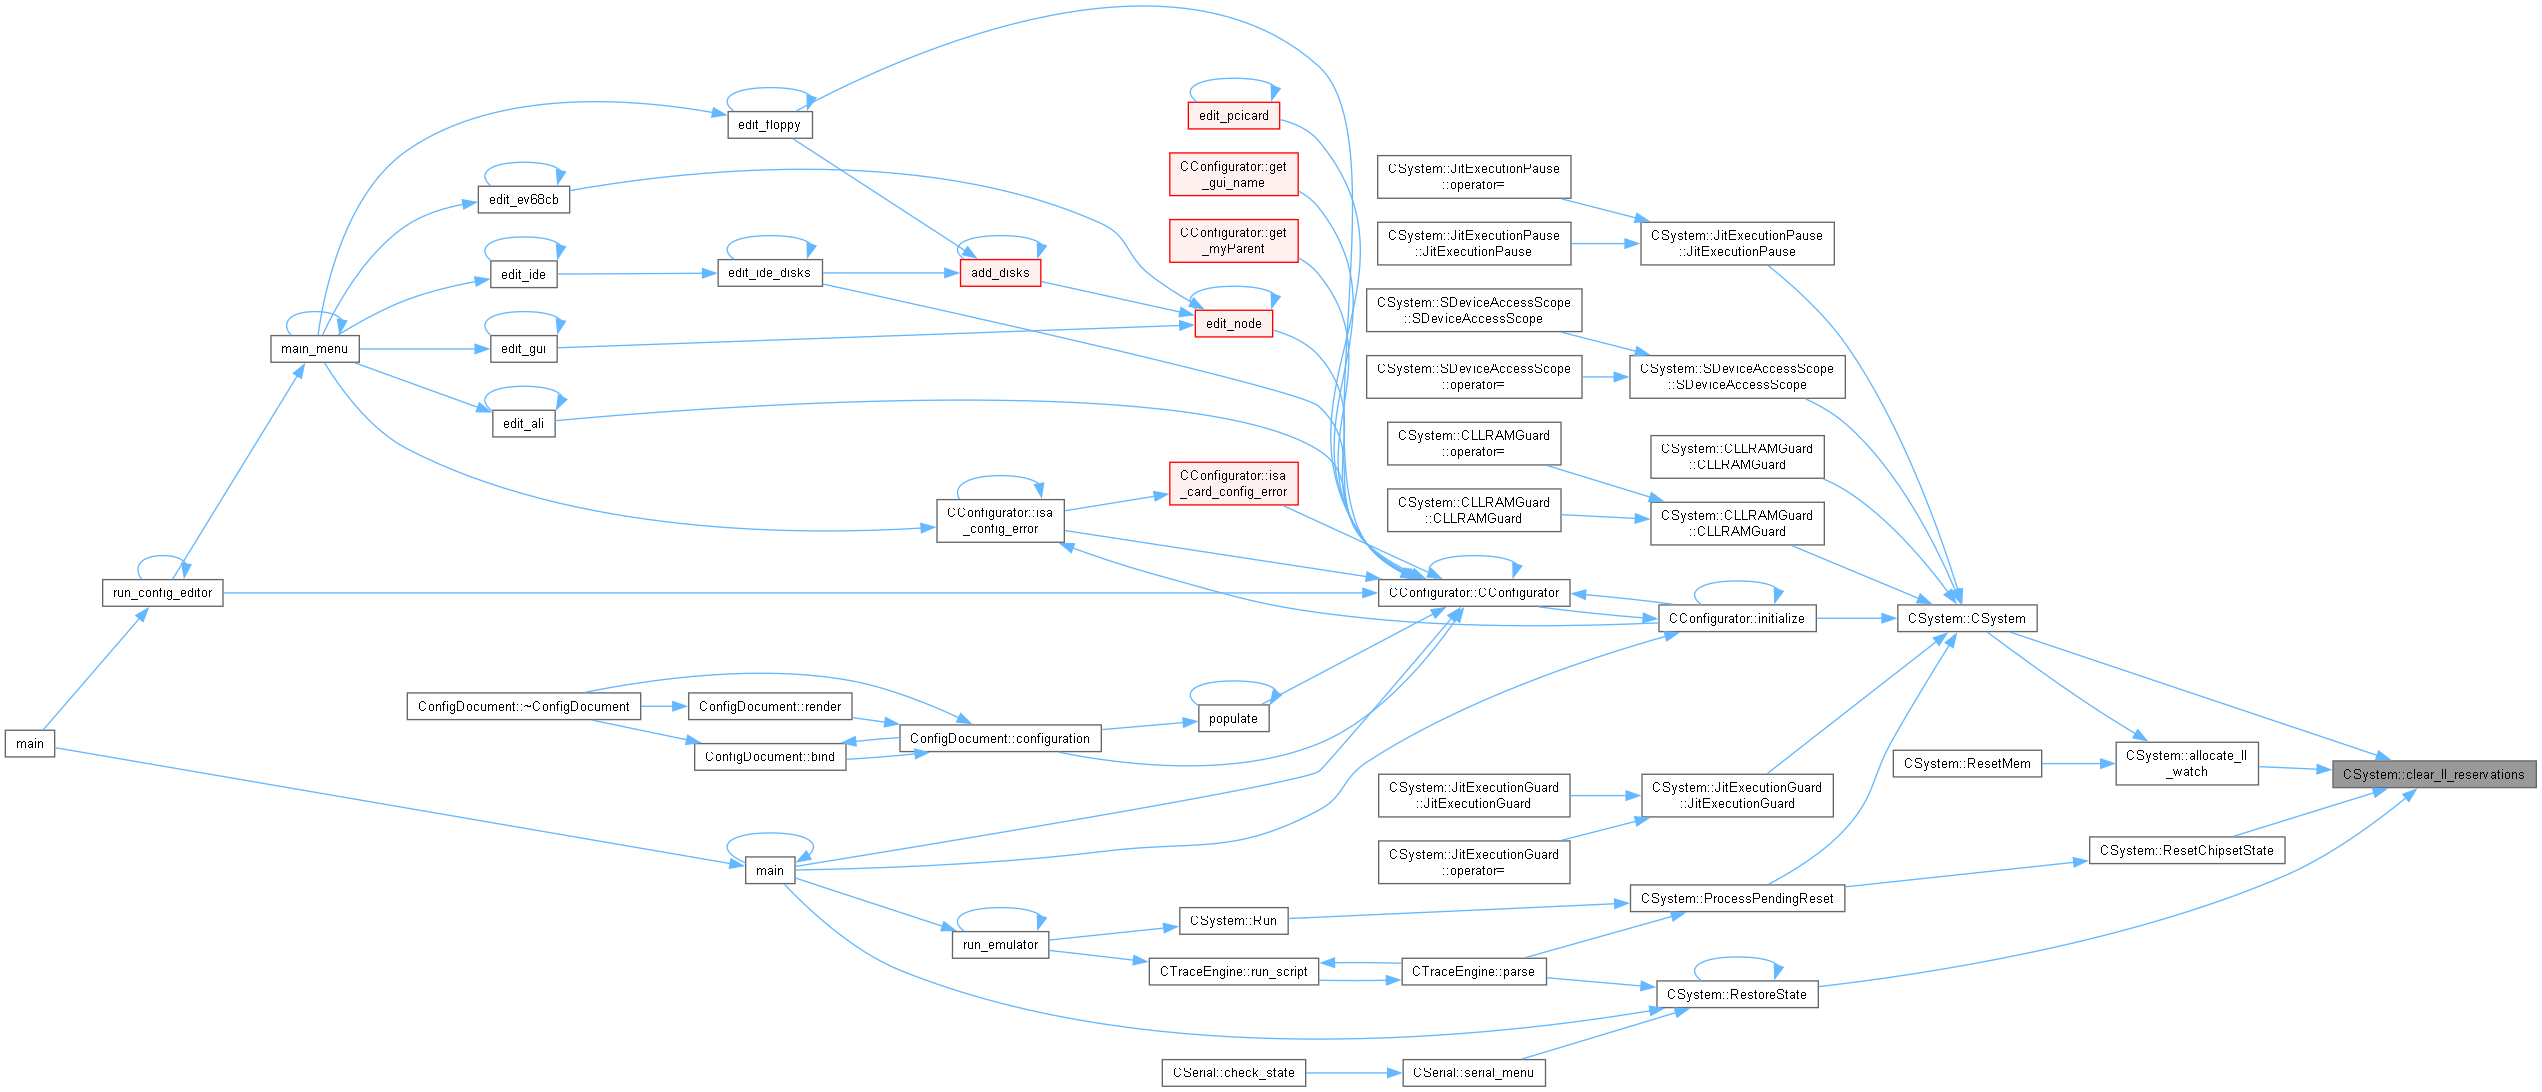 edit_floppy
edit_pcicard
CConfigurator::get
_gui_name
CSystem::JitExecutionPause
::operator=
edit_ev68cb
CConfigurator::get
_myParent
CSystem::JitExecutionPause
::JitExecutionPause
CSystem::JitExecutionPause
::JitExecutionPause
edit_ide
edit_ide_disks
add_disks
CSystem::SDeviceAccessScope
::SDeviceAccessScope
edit_node
main_menu
edit_gui
CSystem::SDeviceAccessScope
::operator=
CSystem::SDeviceAccessScope
::SDeviceAccessScope
edit_ali
CSystem::CLLRAMGuard
::operator=
CSystem::CLLRAMGuard
::CLLRAMGuard
CConfigurator::isa
_card_config_error
CConfigurator::isa
_config_error
CSystem::CLLRAMGuard
::CLLRAMGuard
CSystem::CLLRAMGuard
::CLLRAMGuard
run_config_editor
CConfigurator::CConfigurator
CConfigurator::initialize
CSystem::CSystem
ConfigDocument::~ConfigDocument
ConfigDocument::render
populate
main
ConfigDocument::bind
ConfigDocument::configuration
CSystem::ResetMem
CSystem::allocate_ll
_watch
CSystem::clear_ll_reservations
CSystem::JitExecutionGuard
::JitExecutionGuard
CSystem::JitExecutionGuard
::JitExecutionGuard
CSystem::JitExecutionGuard
::operator=
CSystem::ResetChipsetState
main
CSystem::ProcessPendingReset
CSystem::Run
run_emulator
CTraceEngine::run_script
CTraceEngine::parse
CSystem::RestoreState
CSerial::check_state
CSerial::serial_menu